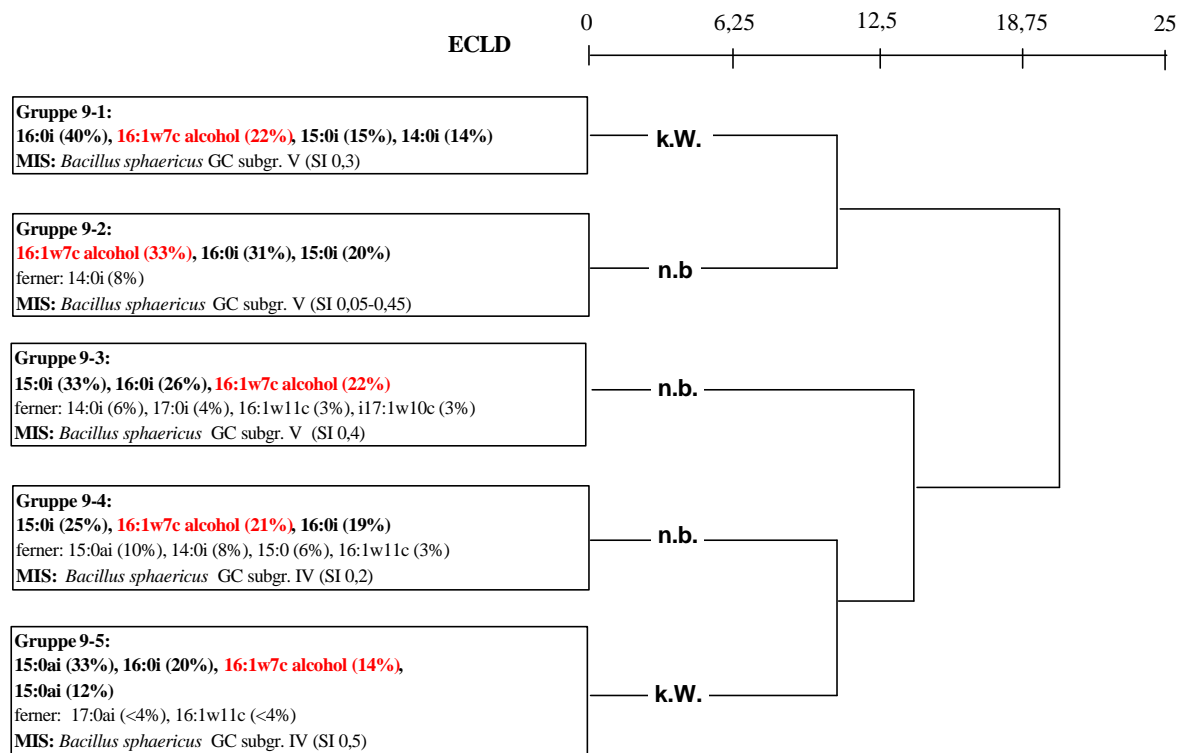 0 6,25 12,5 18,75 25
ECLD
Gruppe 9-1:
16:0i (40%), 16:1w7c alcohol (22%), 15:0i (15%), 14:0i (14%)
MIS: Bacillus sphaericus GC subgr. V (SI 0,3)
k.W.
Gruppe 9-2:
16:1w7c alcohol (33%), 16:0i (31%), 15:0i (20%)
ferner: 14:0i (8%)
MIS: Bacillus sphaericus GC subgr. V (SI 0,05-0,45)
n.b
Gruppe 9-3:
15:0i (33%), 16:0i (26%), 16:1w7c alcohol (22%)
ferner: 14:0i (6%), 17:0i (4%), 16:1w11c (3%), i17:1w10c (3%)
MIS: Bacillus sphaericus GC subgr. V (SI 0,4)
n.b.
Gruppe 9-4:
15:0i (25%), 16:1w7c alcohol (21%), 16:0i (19%)
ferner: 15:0ai (10%), 14:0i (8%), 15:0 (6%), 16:1w11c (3%)
MIS: Bacillus sphaericus GC subgr. IV (SI 0,2)
n.b.
Gruppe 9-5:
15:0ai (33%), 16:0i (20%), 16:1w7c alcohol (14%),
15:0ai (12%)
ferner: 17:0ai (<4%), 16:1w11c (<4%)
MIS: Bacillus sphaericus GC subgr. IV (SI 0,5)
k.W.